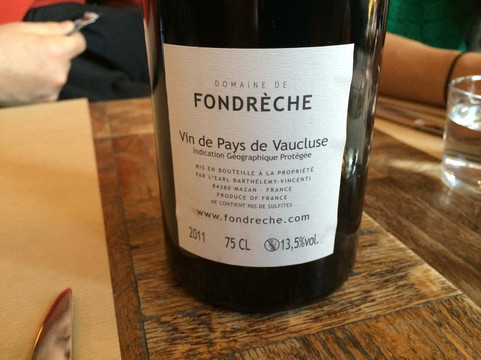 DOMAINE DE
FONDRÈCHE
Vin de Pays de Vaucluse
Indication Géographique Protégée
MIS EN BOUTEILLE À LA PROPRIÉTÉ
PAR L'EARL BARTHÉLEMY-VINCENTI
84380 MAZAN - FRANCE
PRODUCE OF FRANCE
NE CONTIENT PAS DE SULFITES
www.fondreche.com
2011 75 CL 13,5%vol.